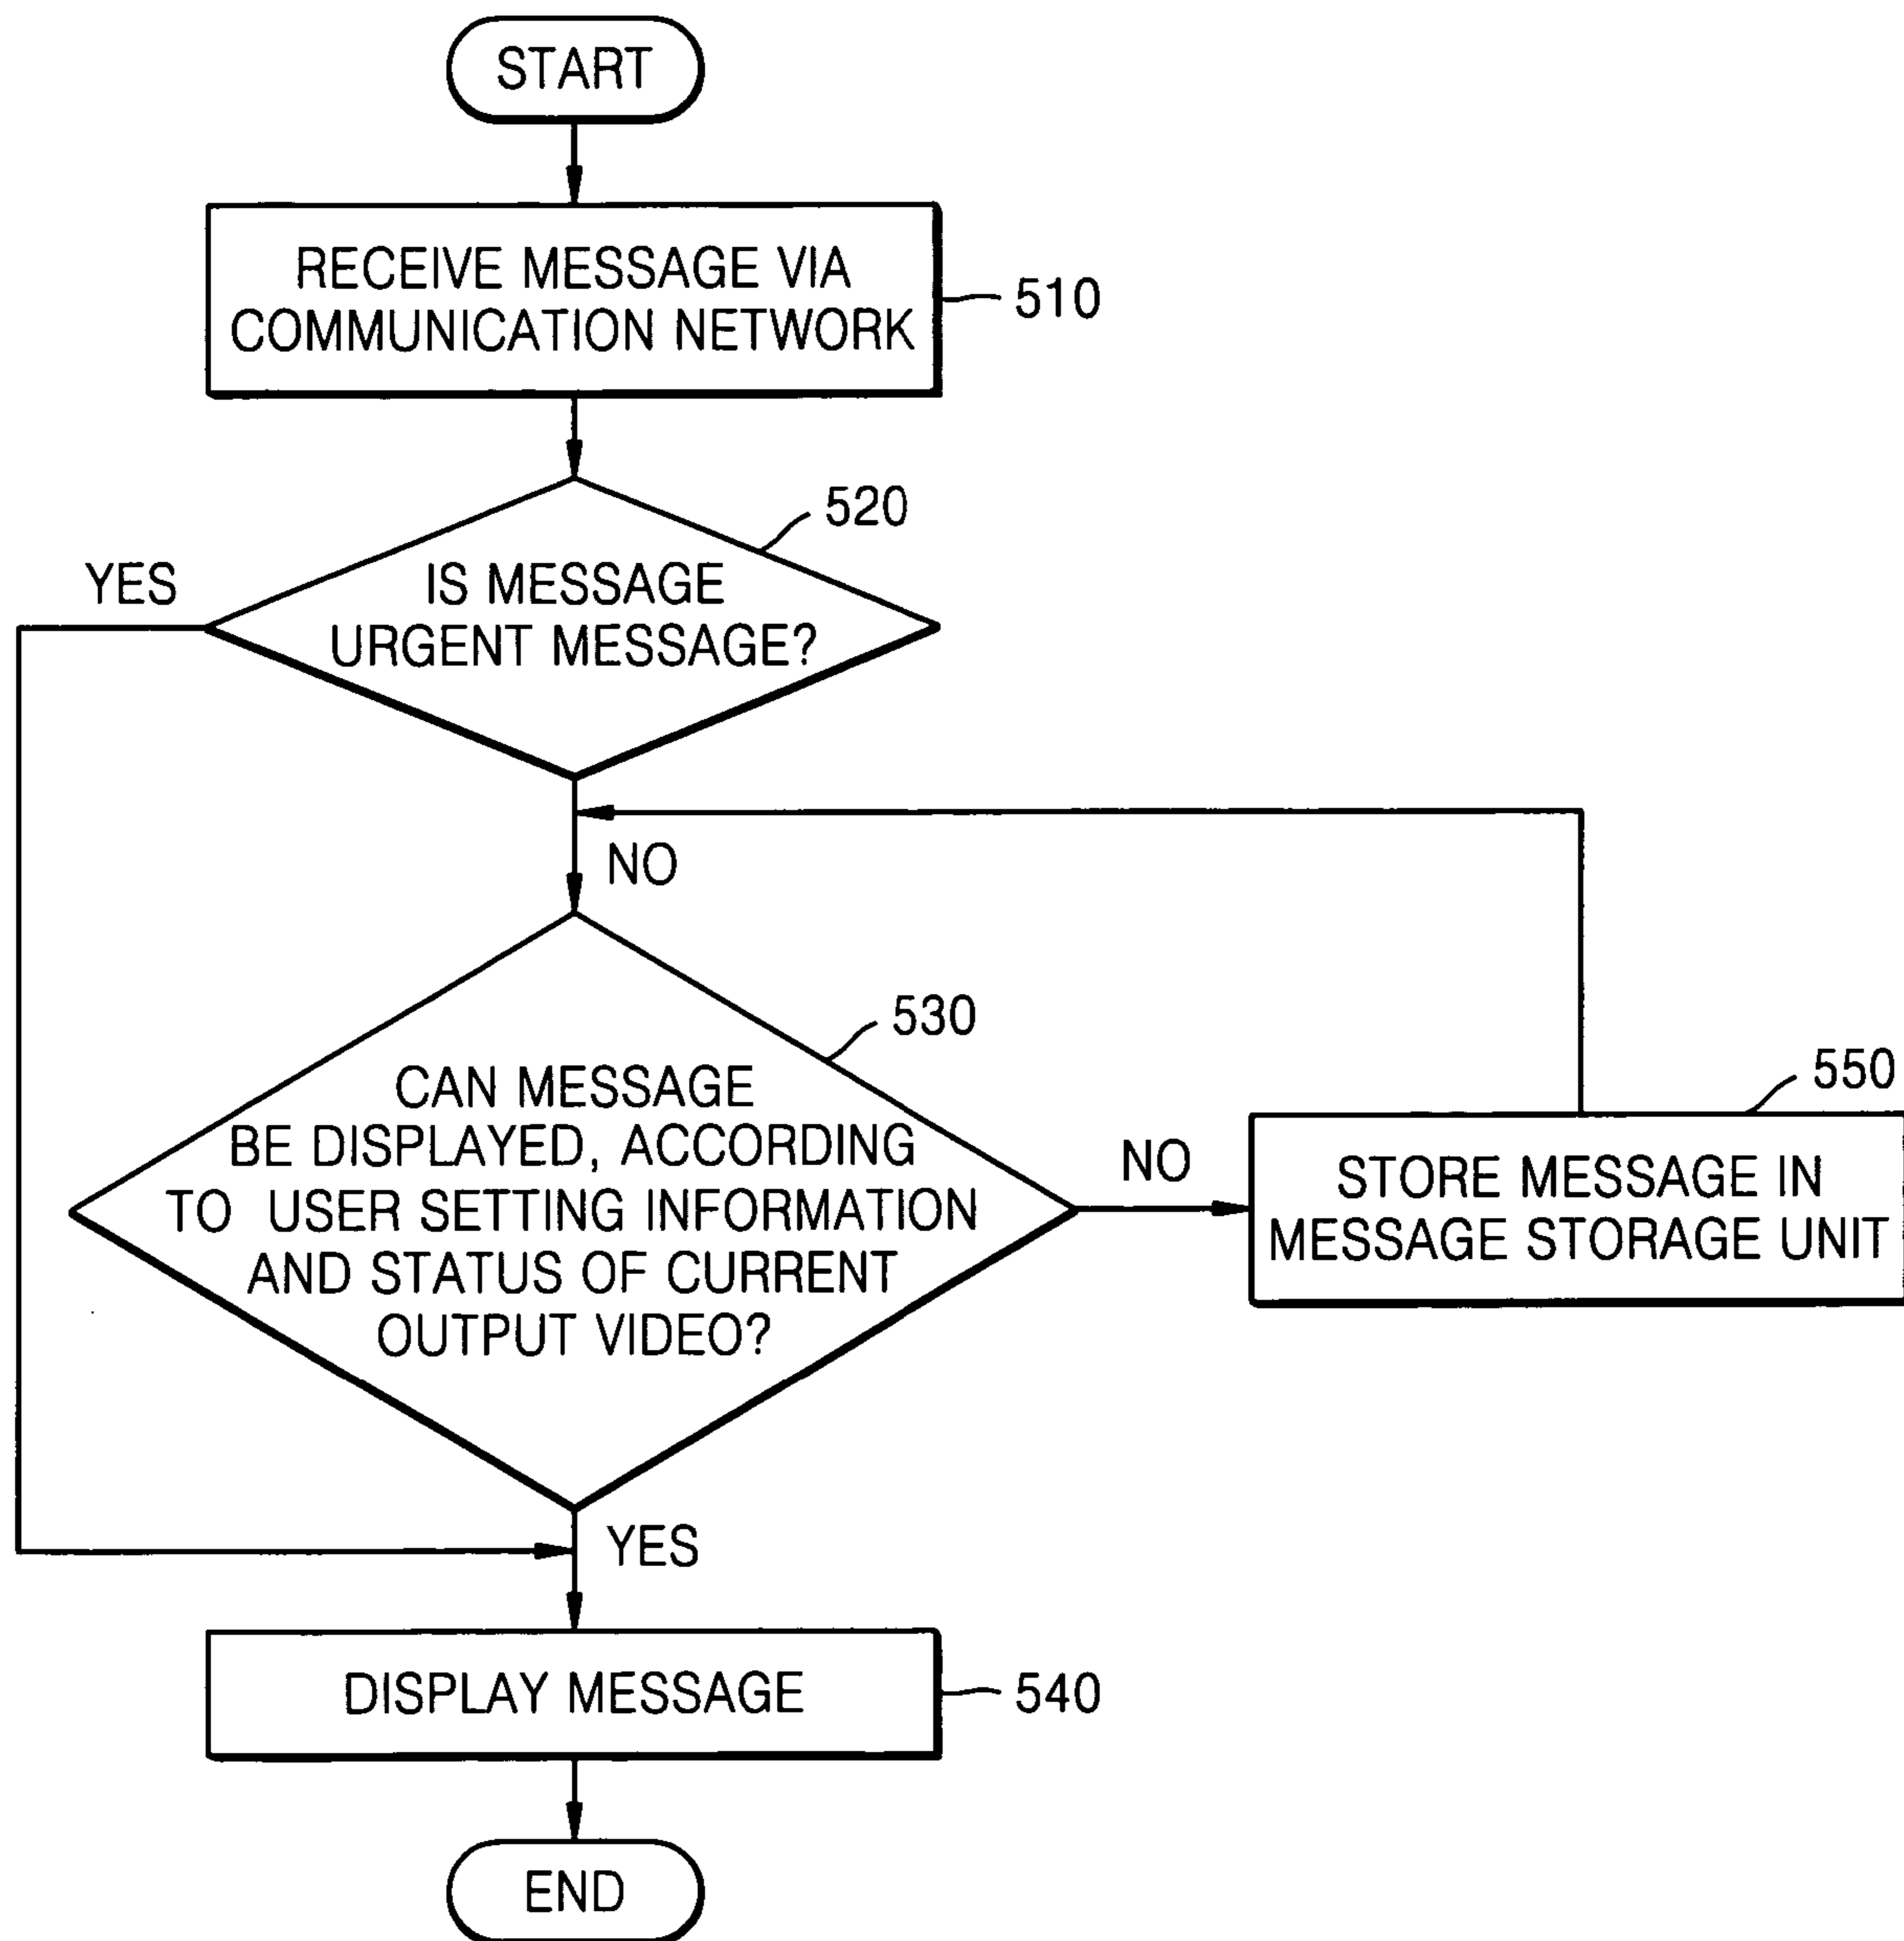 START
RECEIVE MESSAGE VIA
COMMUNICATION NETWORK
510
520
YES
IS MESSAGE
URGENT MESSAGE?
NO
530
CAN MESSAGE
BE DISPLAYED, ACCORDING
TO USER SETTING INFORMATION
AND STATUS OF CURRENT
OUTPUT VIDEO?
NO
550
STORE MESSAGE IN
MESSAGE STORAGE UNIT
YES
DISPLAY MESSAGE
540
END